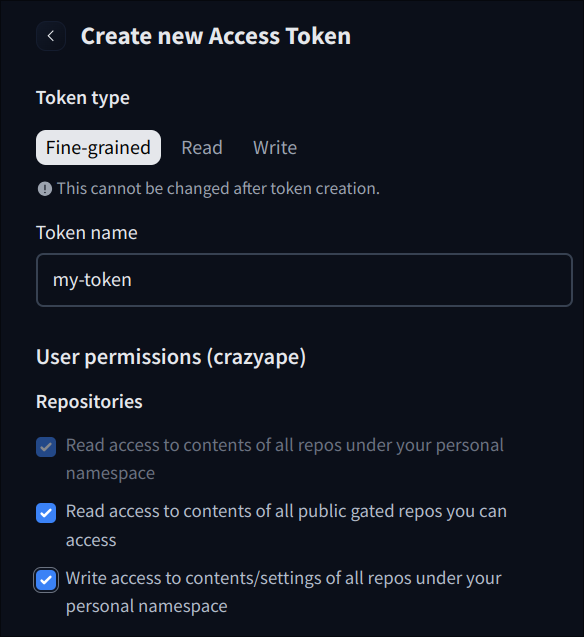 Create new Access Token
Token type
Fine-grained Read Write
This cannot be changed after token creation.
Token name
my-token
User permissions (crazyape)
Repositories
Read access to contents of all repos under your personal
namespace
Read access to contents of all public gated repos you can
access
Write access to contents/settings of all repos under your
personal namespace